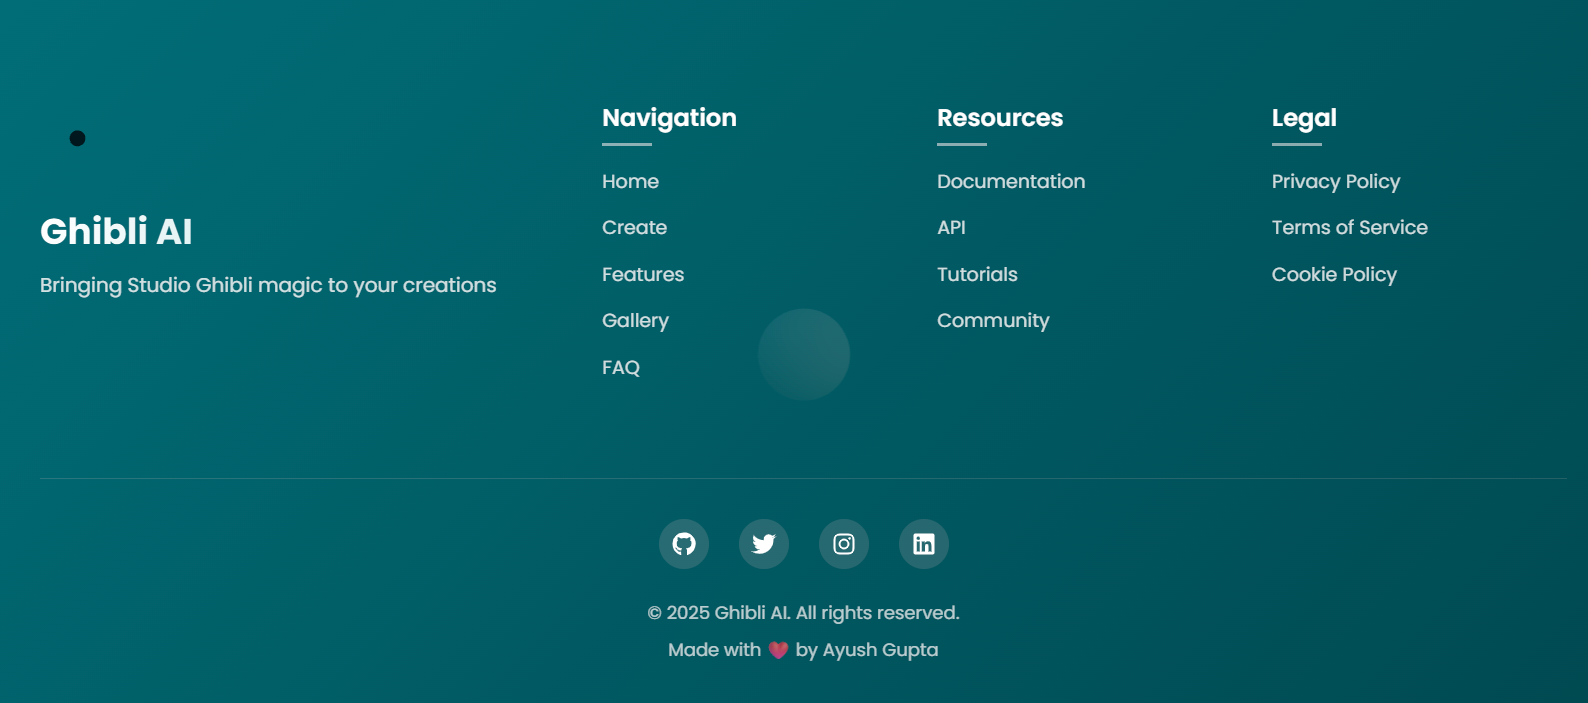 Ghibli AI
Bringing Studio Ghibli magic to your creations
Navigation
Home
Create
Features
Gallery
FAQ
Resources
Documentation
API
Tutorials
Community
Legal
Privacy Policy
Terms of Service
Cookie Policy
© 2025 Ghibli AI. All rights reserved.
Made with 💗 by Ayush Gupta